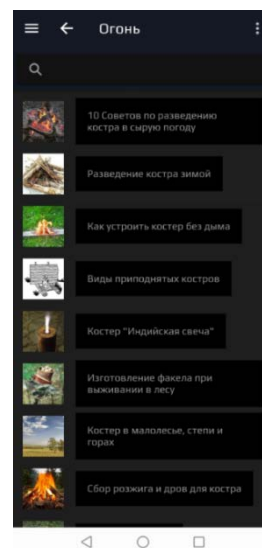 Огонь
10 Советов по разведению
костра в сырую погоду
Разведение костра зимой
Как устроить костер без дыма
Виды приподнятых костров
Костер "Индийская свеча"
Изготовление факела при
выживании в лесу
Костер в малолесье, степи и
горах
Сбор розжига и дров для костра